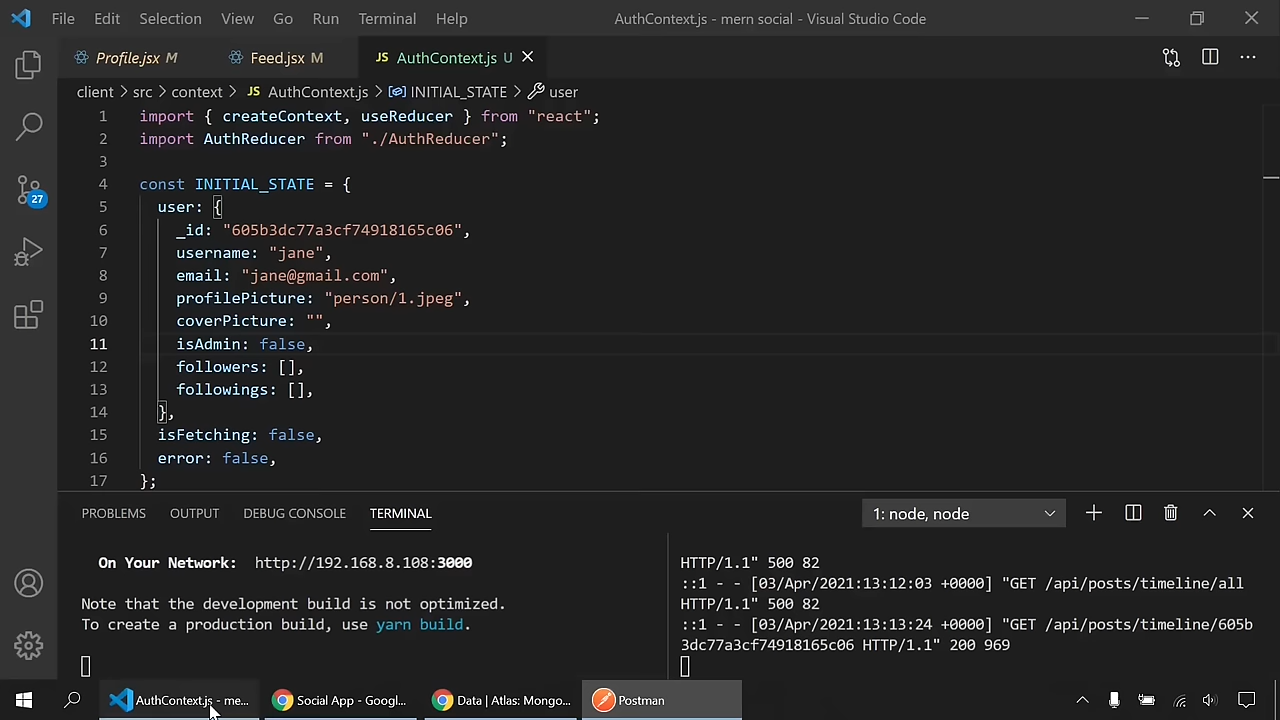 File Edit Selection View Go Run Terminal Help AuthContext.js - mern social - Visual Studio Code
Profile.jsx M Feed.jsx M JS AuthContext.js U
client > src > context > JS AuthContext.js > INITIAL_STATE > user
1 import { createContext, useReducer } from "react";
2 import AuthReducer from "./AuthReducer";
3
4 const INITIAL_STATE = {
5 user: {
6 _id: "605b3dc77a3cf74918165c06",
7 username: "jane",
8 email: "jane@gmail.com",
9 profilePicture: "person/1.jpeg",
10 coverPicture: "",
11 isAdmin: false,
12 followers: [],
13 followings: [],
14 },
15 isFetching: false,
16 error: false,
17 };
27
PROBLEMS OUTPUT DEBUG CONSOLE TERMINAL 1: node, node
On Your Network: http://192.168.8.108:3000
Note that the development build is not optimized.
To create a production build, use yarn build.
HTTP/1.1" 500 82
::1 - - [03/Apr/2021:13:12:03 +0000] "GET /api/posts/timeline/all
HTTP/1.1" 500 82
::1 - - [03/Apr/2021:13:13:24 +0000] "GET /api/posts/timeline/605b
3dc77a3cf74918165c06 HTTP/1.1" 200 969
AuthContext.js - me... Social App - Googl... Data | Atlas: Mongo... Postman